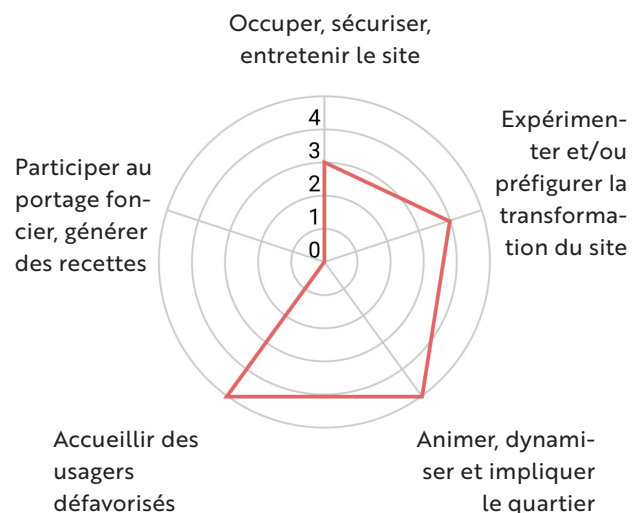 Occuper, sécuriser,
entretenir le site
4
3
2
1
0
Expérimen-
ter et/ou
préfigurer la
transforma-
tion du site
Participer au
portage fon-
cier, générer
des recettes
Accueillir des
usagers
défavorisés
Animer, dynami-
ser et impliquer
le quartier